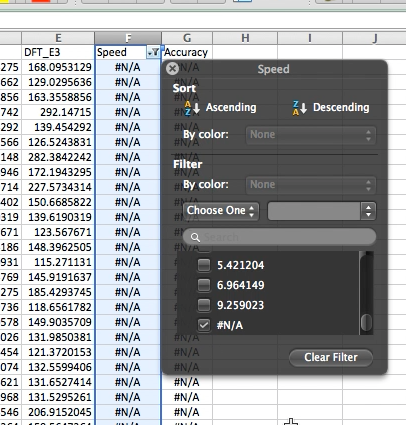 E F G H I J
DFT_E3 Speed Accuracy
275 168.0953129 #N/A
662 129.0295636 #N/A
856 163.3558856 #N/A
742 292.14715 #N/A
292 139.454292 #N/A
566 126.5243831 #N/A
148 282.3842242 #N/A
946 172.1943295 #N/A
714 227.5734314 #N/A
402 150.6685822 #N/A
319 139.6190319 #N/A
671 123.567671 #N/A
186 148.3962505 #N/A
931 115.271131 #N/A
769 145.9191637 #N/A
275 185.4293745 #N/A
736 118.6561782 #N/A
578 149.9035709 #N/A
026 131.9850381 #N/A
454 121.3720153 #N/A
074 132.5599406 #N/A #N/A
621 131.6527414 #N/A #N/A
968 131.5295261 #N/A #N/A
546 206.9152045 #N/A #N/A
Speed
Sort
A Z Ascending
Z A Descending
By color: None
Filter
By color: None
Choose One
Search
5.421204
6.964149
9.259023
#N/A
Clear Filter